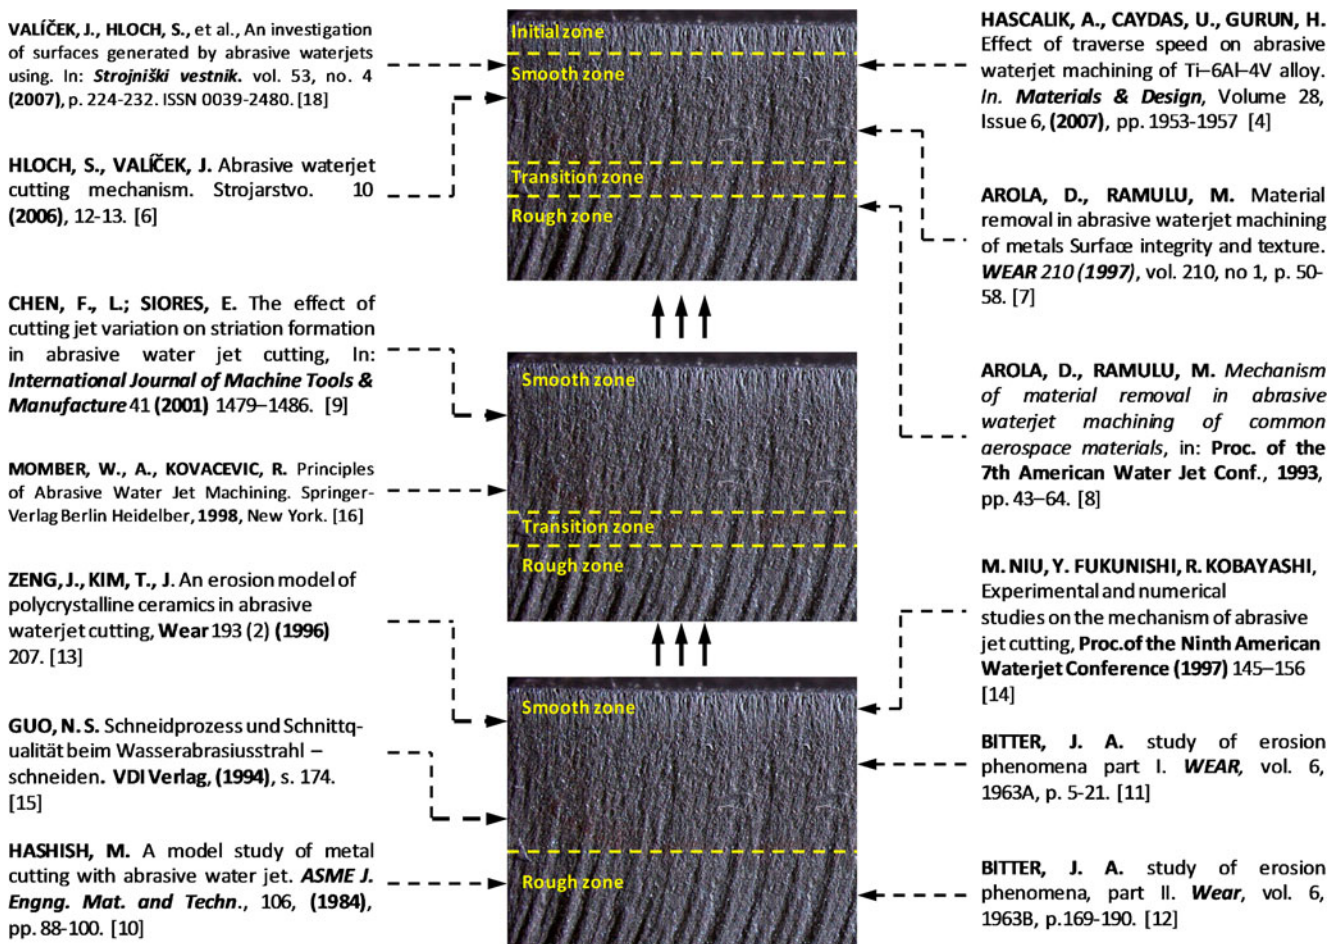 VALÍČEK, J., HLOCH, S., et al., An investigation
of surfaces generated by abrasive waterjets
using. In: Strojniški vestnik. vol. 53, no. 4
(2007), p. 224-232. ISSN 0039-2480. [18]
HLOCH, S., VALÍČEK, J. Abrasive waterjet
cutting mechanism. Strojarstvo. 10
(2006), 12-13. [6]
CHEN, F., L.; SIORES, E. The effect of
cutting jet variation on striation formation
in abrasive water jet cutting, In:
International Journal of Machine Tools &
Manufacture 41 (2001) 1479–1486. [9]
MOMBER, W., A., KOVACEVIC, R. Principles
of Abrasive Water Jet Machining. Springer-
Verlag Berlin Heidelber, 1998, New York. [16]
ZENG, J., KIM, T., J. An erosion model of
polycrystalline ceramics in abrasive
waterjet cutting, Wear 193 (2) (1996)
207. [13]
GUO, N. S. Schneidprozess und Schnittq-
ualität beim Wasserabrasiusstrahl –
schneiden. VDI Verlag, (1994), s. 174.
[15]
HASHISH, M. A model study of metal
cutting with abrasive water jet. ASME J.
Engng. Mat. and Techn., 106, (1984),
pp. 88-100. [10]
Initial zone
Smooth zone
Transition zone
Rough zone
Smooth zone
Transition zone
Rough zone
Smooth zone
Rough zone
HASCALIK, A., CAYDAS, U., GURUN, H.
Effect of traverse speed on abrasive
waterjet machining of Ti–6Al–4V alloy.
In. Materials & Design, Volume 28,
Issue 6, (2007), pp. 1953-1957 [4]
AROLA, D., RAMULU, M. Material
removal in abrasive waterjet machining
of metals Surface integrity and texture.
WEAR 210 (1997), vol. 210, no 1, p. 50-
58. [7]
AROLA, D., RAMULU, M. Mechanism
of material removal in abrasive
waterjet machining of common
aerospace materials, in: Proc. of the
7th American Water Jet Conf., 1993,
pp. 43–64. [8]
M. NIU, Y. FUKUNISHI, R. KOBAYASHI,
Experimental and numerical
studies on the mechanism of abrasive
jet cutting, Proc.of the Ninth American
Waterjet Conference (1997) 145–156
[14]
BITTER, J. A. study of erosion
phenomena part I. WEAR, vol. 6,
1963A, p. 5-21. [11]
BITTER, J. A. study of erosion
phenomena, part II. Wear, vol. 6,
1963B, p.169-190. [12]